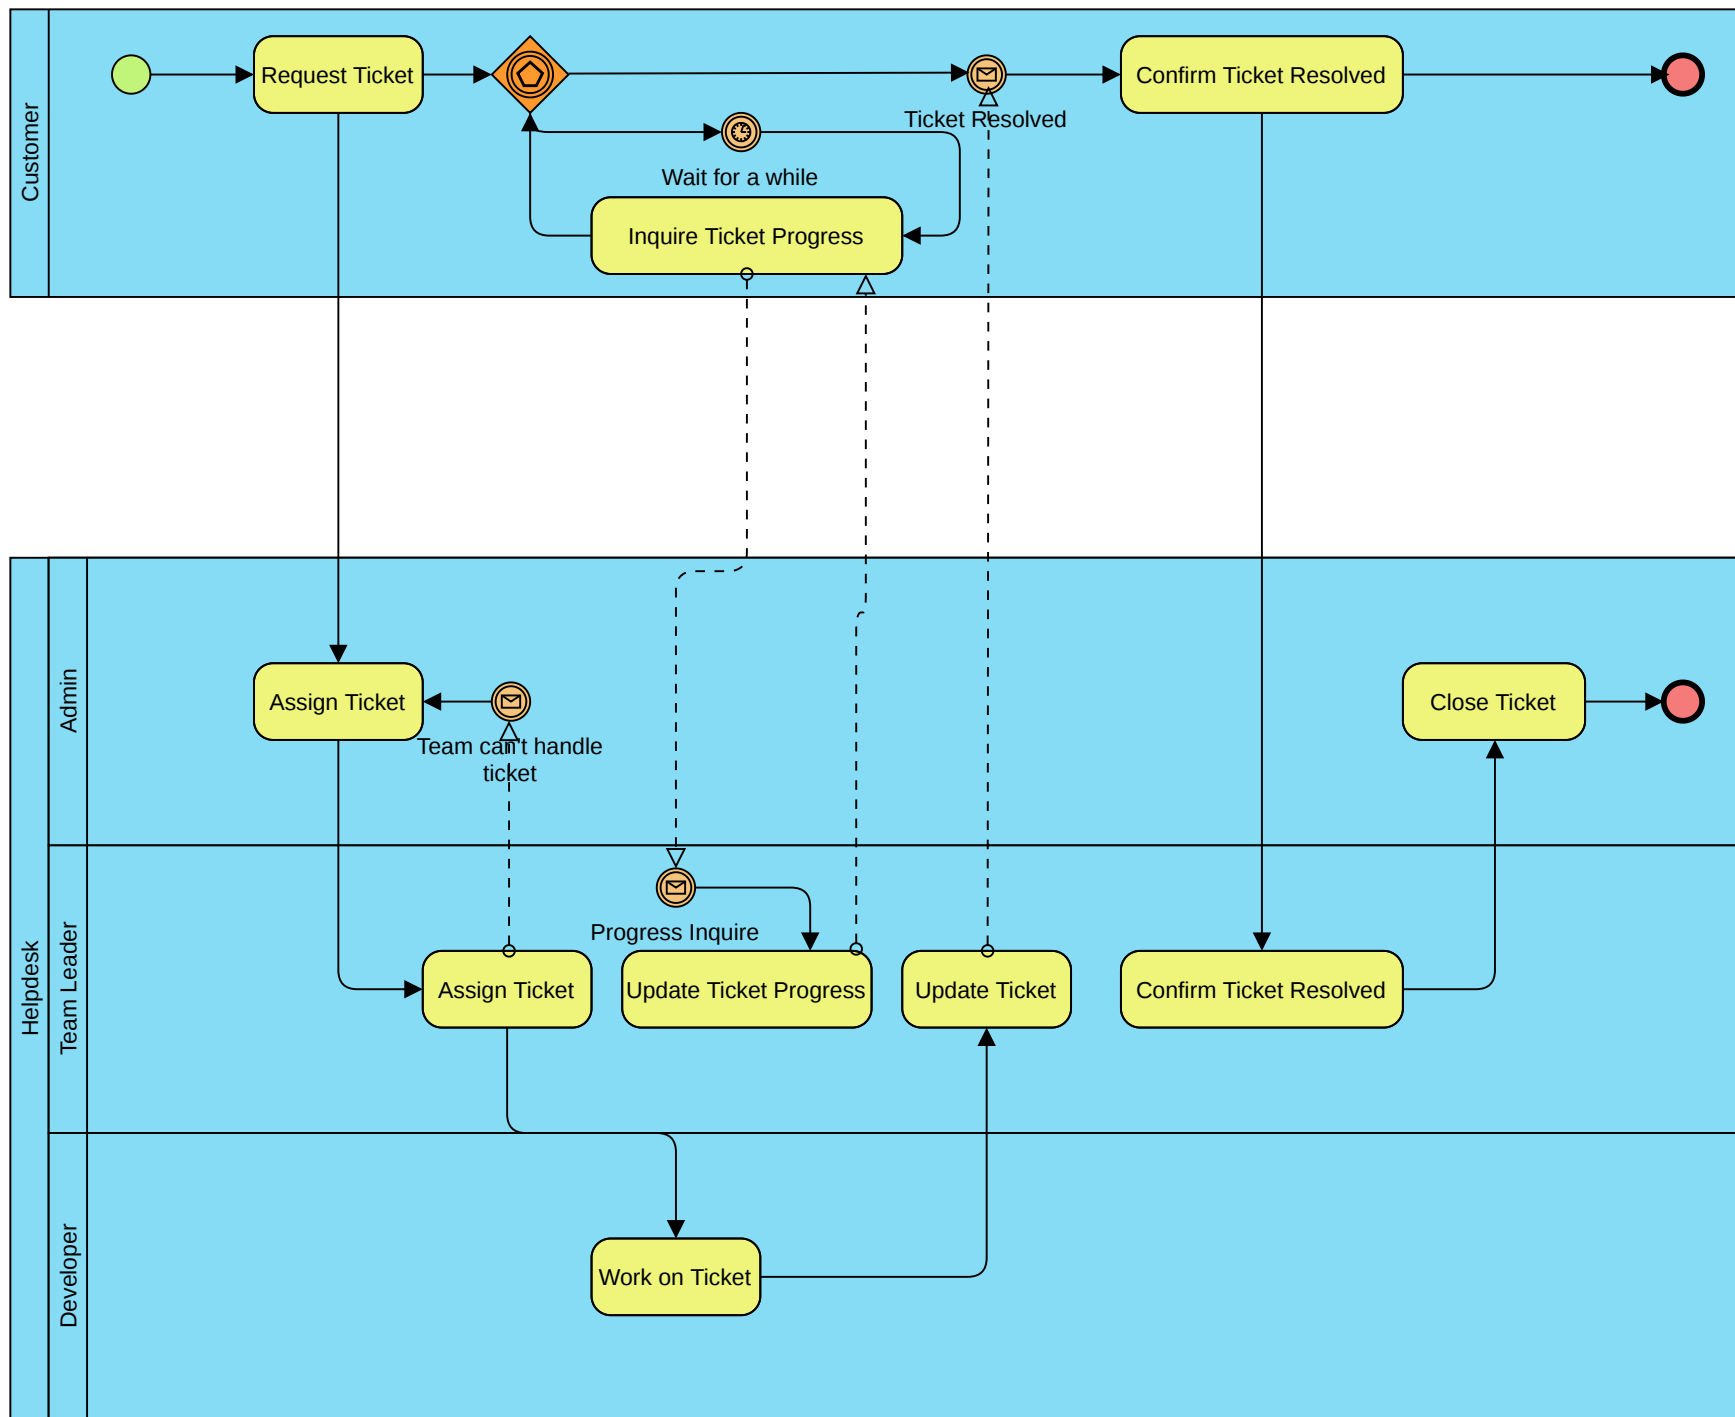 Customer
Request Ticket
Confirm Ticket Resolved
Ticket Resolved
Wait for a while
Inquire Ticket Progress
Helpdesk
Admin
Assign Ticket
Close Ticket
Team can't handle
ticket
Team Leader
Progress Inquire
Assign Ticket
Update Ticket Progress
Update Ticket
Confirm Ticket Resolved
Developer
Work on Ticket